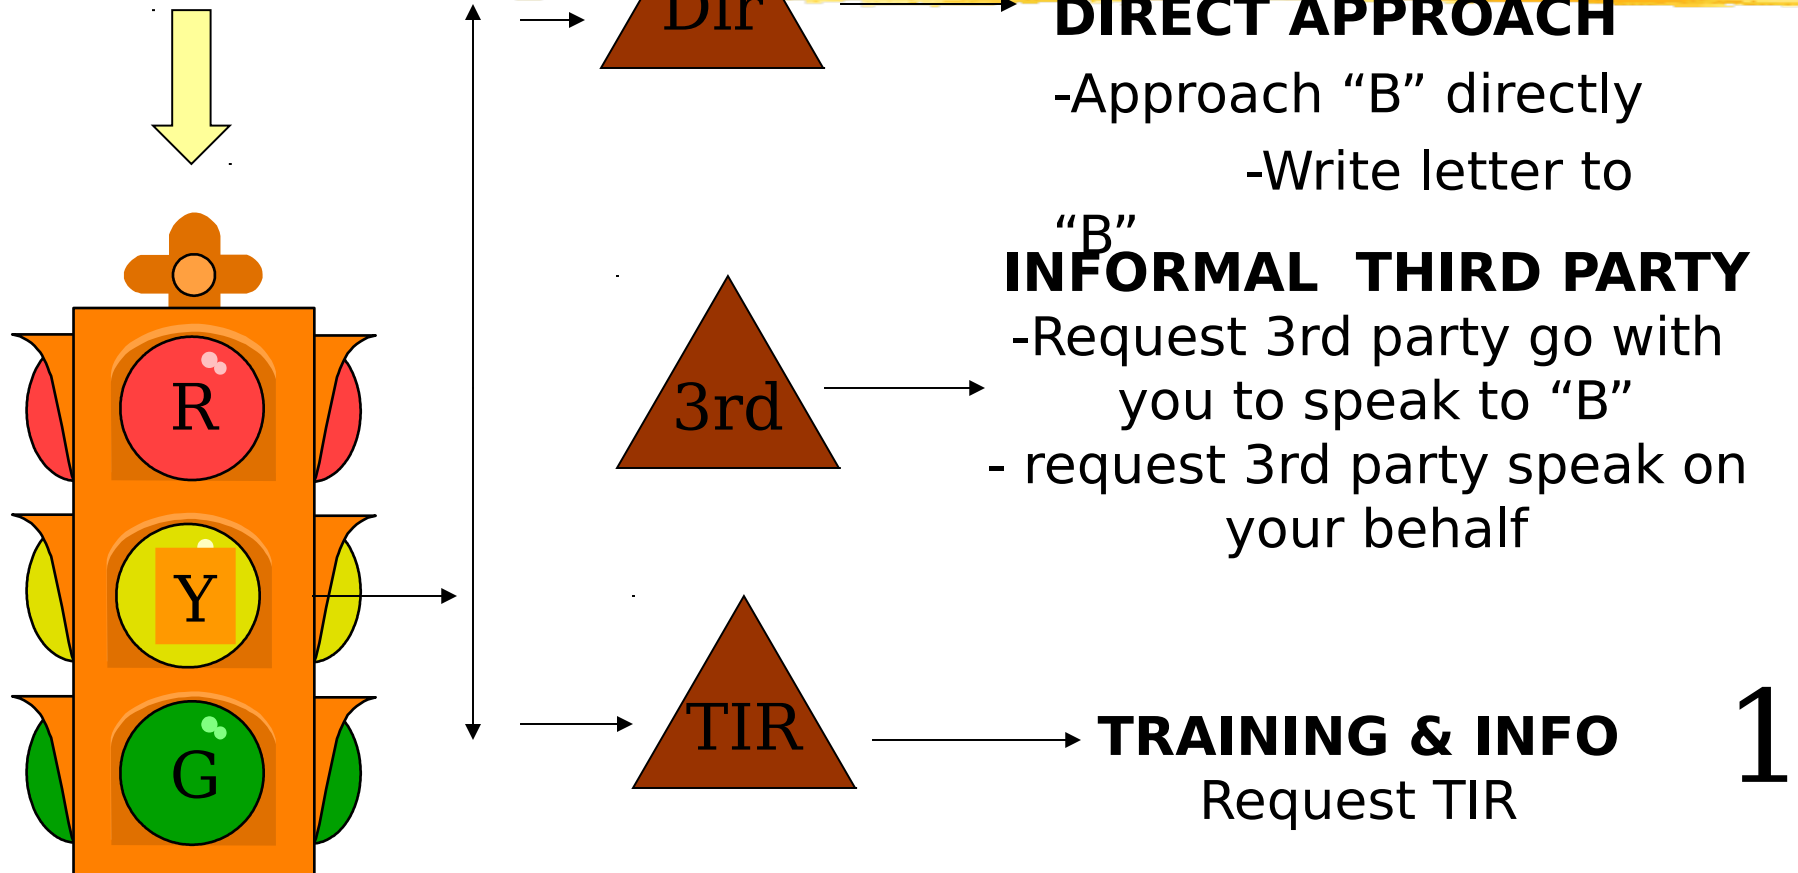 Dir
DIRECT APPROACH
-Approach “B” directly
-Write letter to
“B”
INFORMAL THIRD PARTY
-Request 3rd party go with
you to speak to “B”
- request 3rd party speak on
your behalf
3rd
R
Y
G
TIR
TRAINING & INFO
Request TIR
1